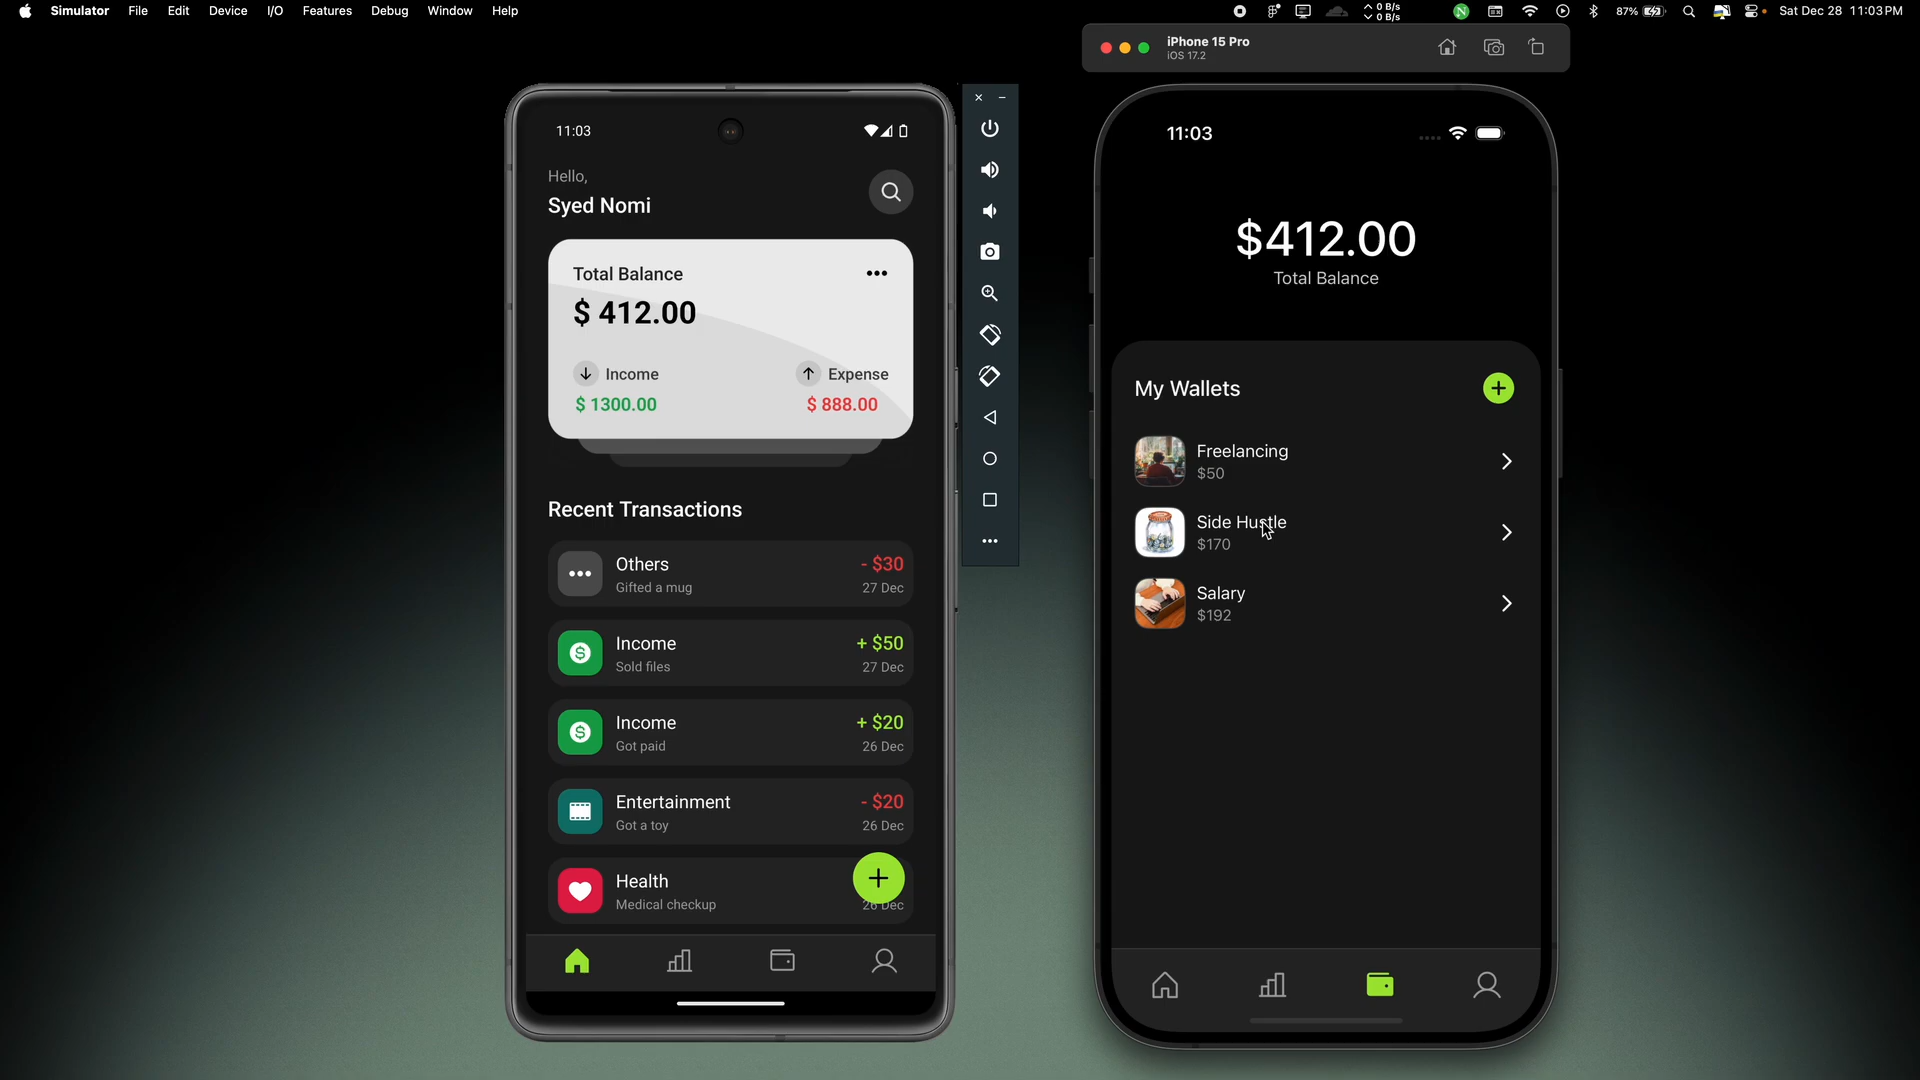 Simulator File Edit Device I/O Features Debug Window Help
0 B/s
0 B/s
N
87%
Sat Dec 28 11:03 PM
iPhone 15 Pro
iOS 17.2
11:03
Hello,
Syed Nomi
Total Balance
$ 412.00
Income
Expense
$ 1300.00
$ 888.00
Recent Transactions
Others
- $30
Gifted a mug
27 Dec
Income
+ $50
Sold files
27 Dec
Income
+ $20
Got paid
26 Dec
Entertainment
- $20
Got a toy
26 Dec
Health
Medical checkup
26 Dec
11:03
$412.00
Total Balance
My Wallets
Freelancing
$50
Side Hustle
$170
Salary
$192